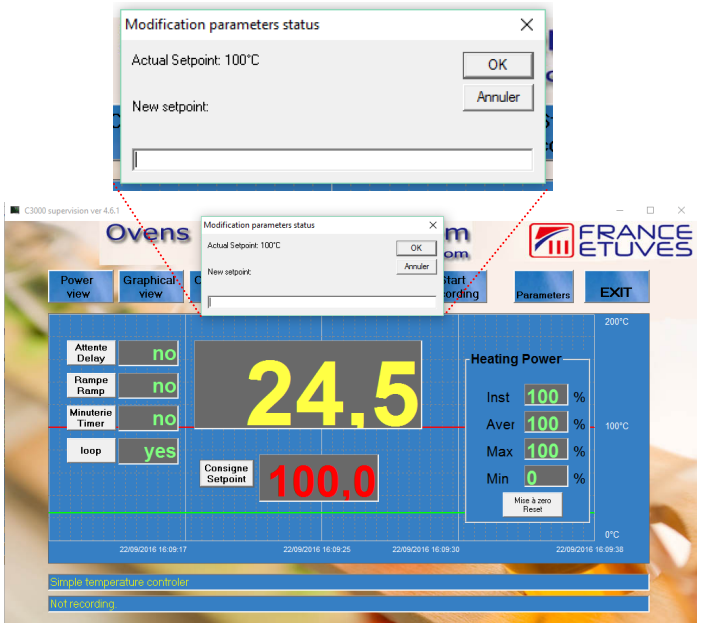 Modification parameters status
Actual Setpoint: 100°C
OK
New setpoint:
Annuler
C3000 supervision ver 4.6.1
Ovens
Modification parameters status
Actual Setpoint: 100°C
OK
New setpoint:
Annuler
om
FRANCE
ETUVES
Power
view
Graphical
view
Start
Parameters
EXIT
200°C
Attente
Delay
no
Rampe
Ramp
no
Minuterie
Timer
no
loop
yes
24,5
Consigne
Setpoint
100,0
Heating Power
Inst 100 %
Aver 100 %
Max 100 %
Min 0 %
Mise à zero
Reset
100°C
0°C
22/09/2016 16:09:17
22/09/2016 16:09:25
22/09/2016 16:09:30
22/09/2016 16:09:38
Simple temperature controler
Not recording.